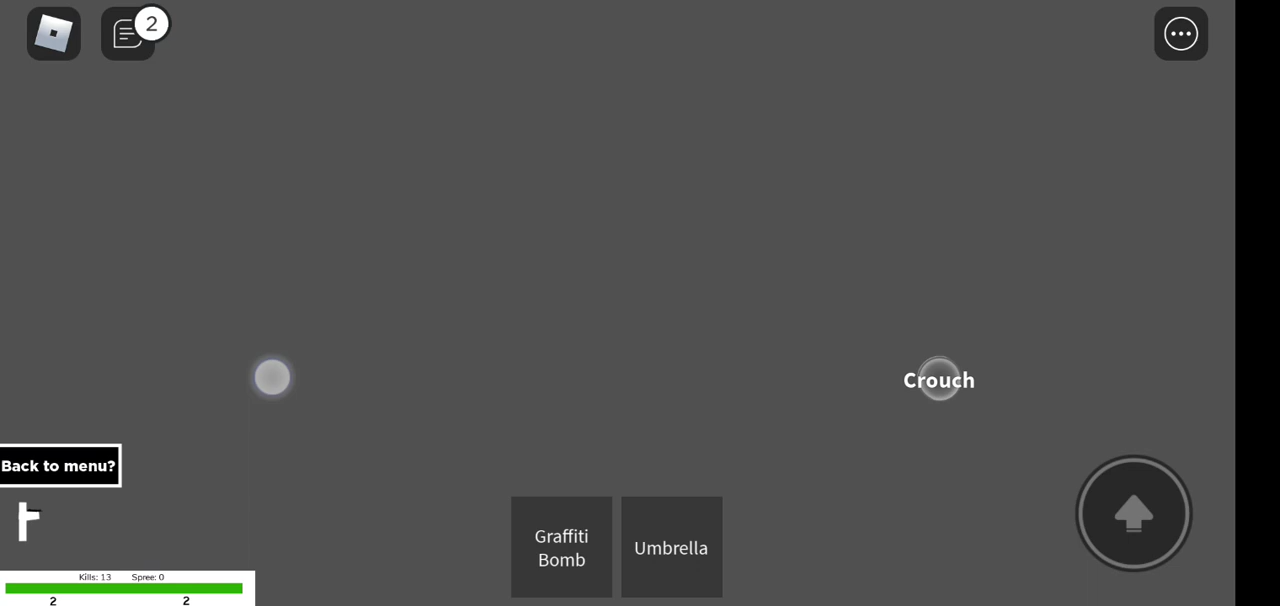 2
Crouch
Back to menu?
Graffiti
Bomb
Umbrella
Kills: 13 Spree: 0
2 2